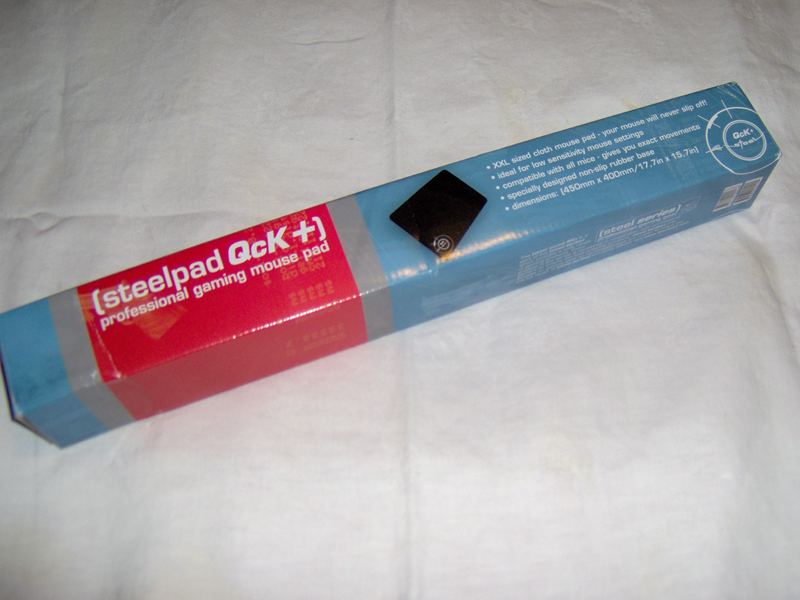 (steelpad QcK+)
professional gaming mouse pad
• XXL sized cloth mouse pad - your mouse will never slip off!
• ideal for low sensitivity mouse settings
• compatible with all mice - gives you exact movements
• specially designed non-slip rubber base
• dimensions: [450mm x 400mm/17.7in x 15.7in]
QcK+
(steel series)